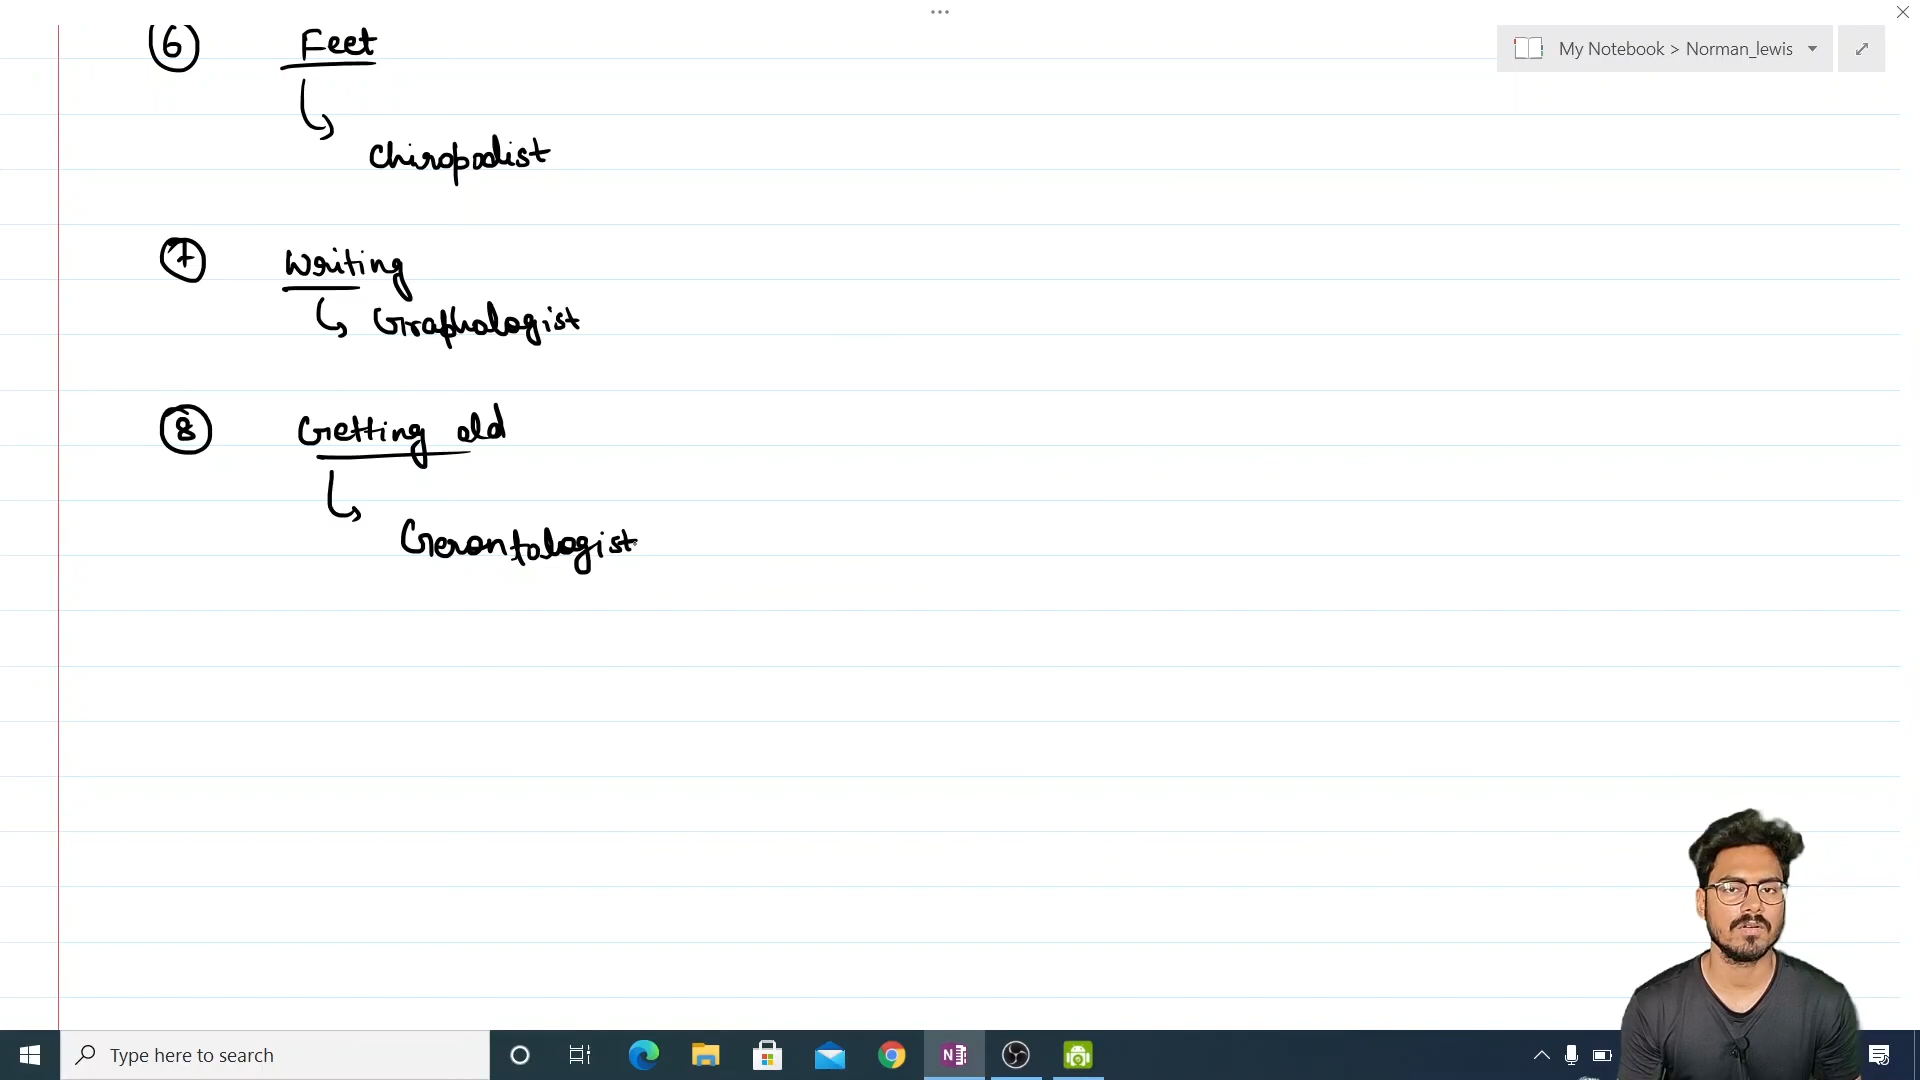 My Notebook > Norman_lewis
6 Feet
Chiropodist
7 Writing
Graphologist
8 Getting old
Gerontologist
Type here to search